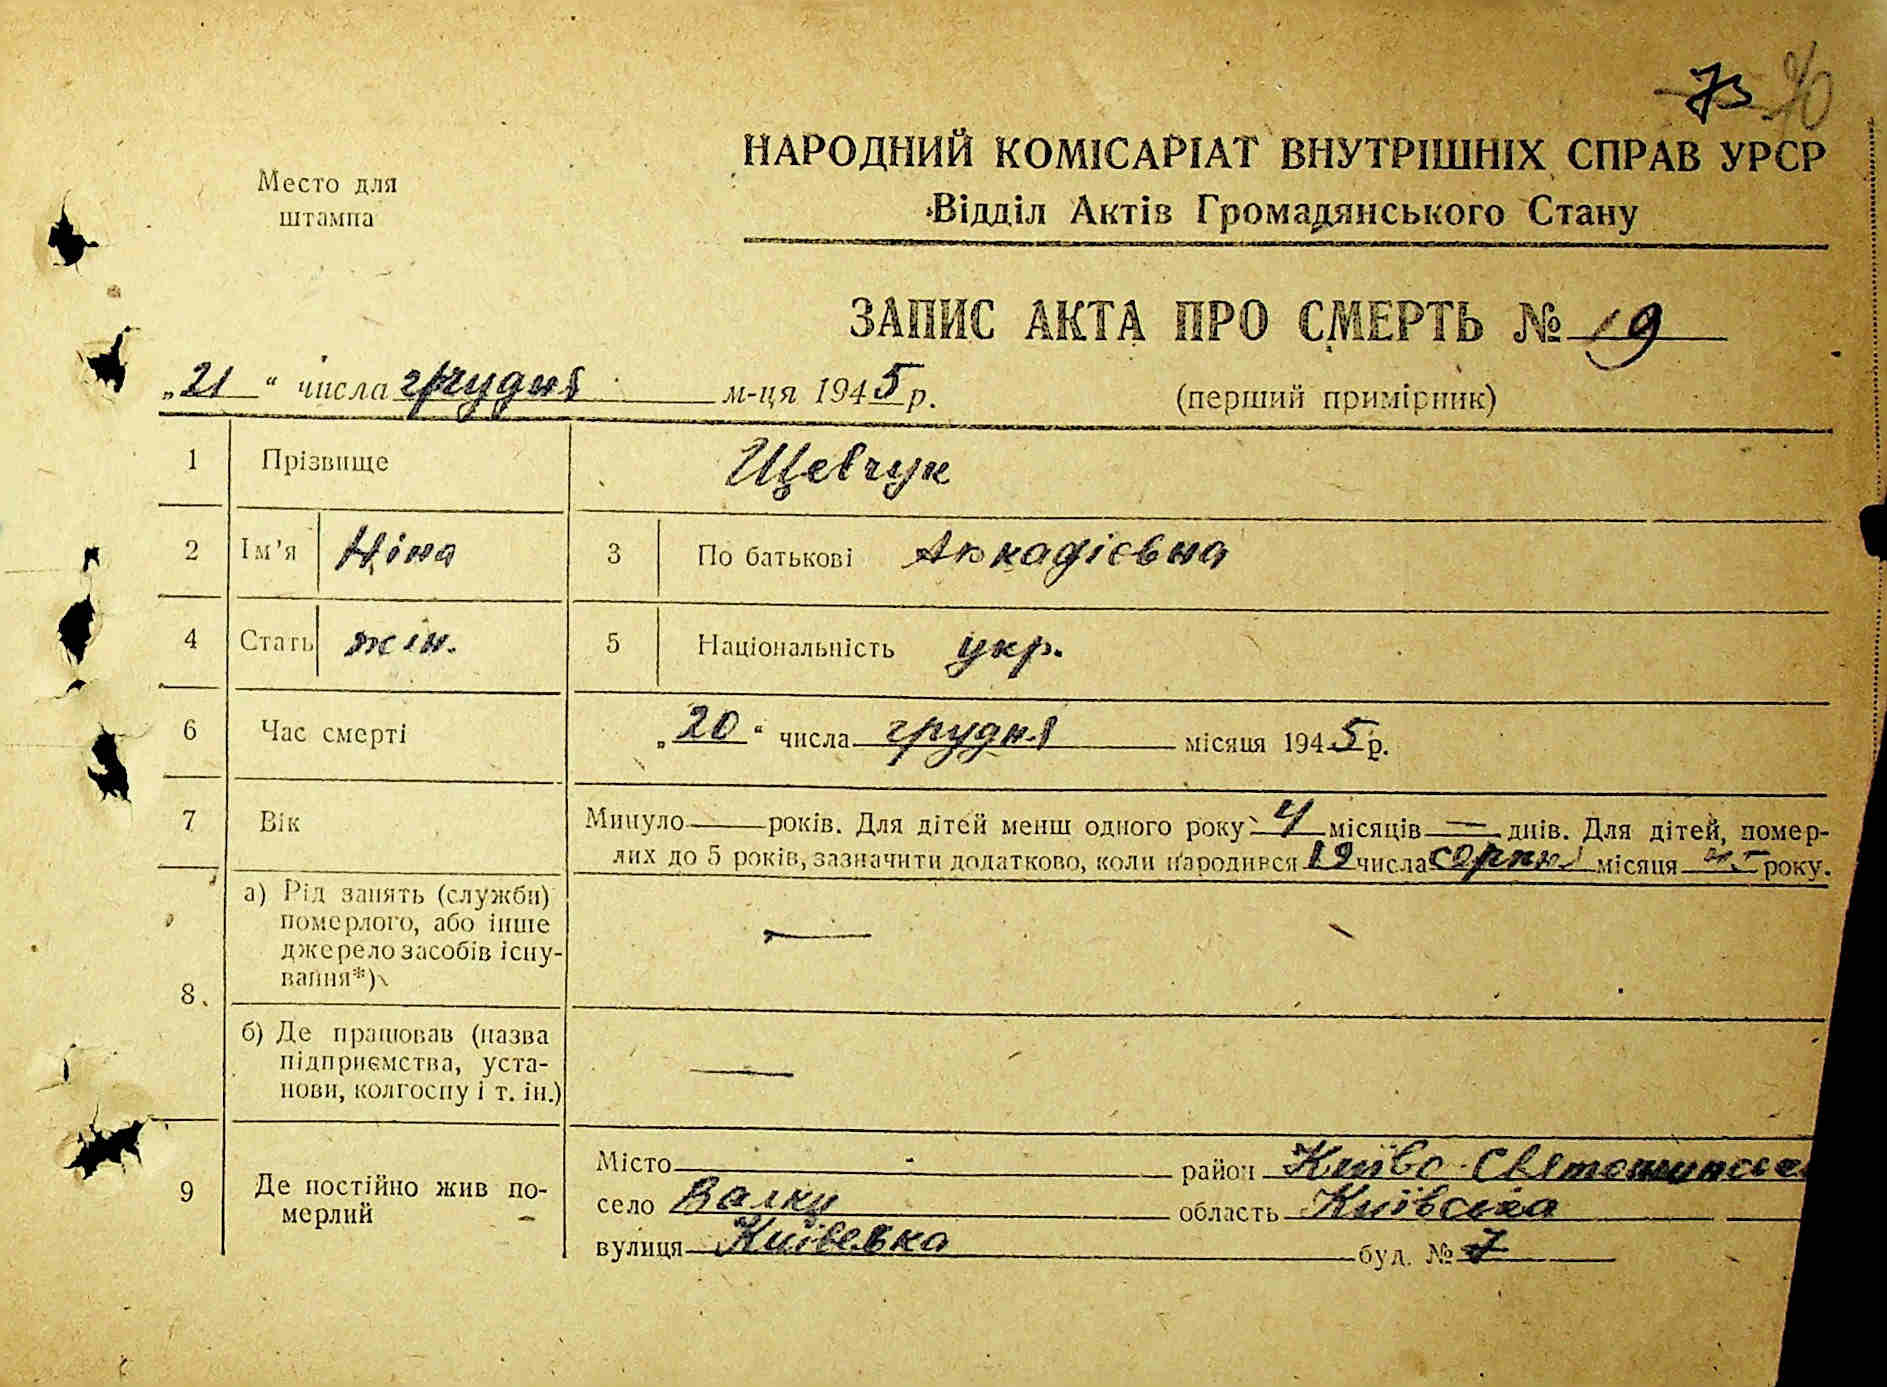 73 90
Место для
штампа
НАРОДНИЙ КОМІСАРІАТ ВНУТРІШНІХ СПРАВ УРСР
Відділ Актів Громадянського Стану
ЗАПИС АКТА ПРО СМЕРТЬ № 19
„21“ числа грудня м-ця 1945 р.
(перший примірник)
1 Прізвище Щевчук
2 Ім'я Ніна 3 По батькові Аркадієвна
4 Стать жін. 5 Національність укр.
6 Час смерті „20“ числа грудня місяця 1945 р.
7 Вік Минуло — років. Для дітей менш одного року 4 місяців — днів. Для дітей, помер-
лих до 5 років, зазначити додатково, коли народився 19 числа серпня місяця 45 року.
8 а) Рід занять (служби)
померлого, або інше
джерело засобів існу-
вання*) —
б) Де працював (назва
підприємства, уста-
нови, колгоспу і т. ін.) —
9 Де постійно жив по-
мерлий
Місто район Київо-Святошинськ
село Валки область Київська
вулиця Київська буд. № 7